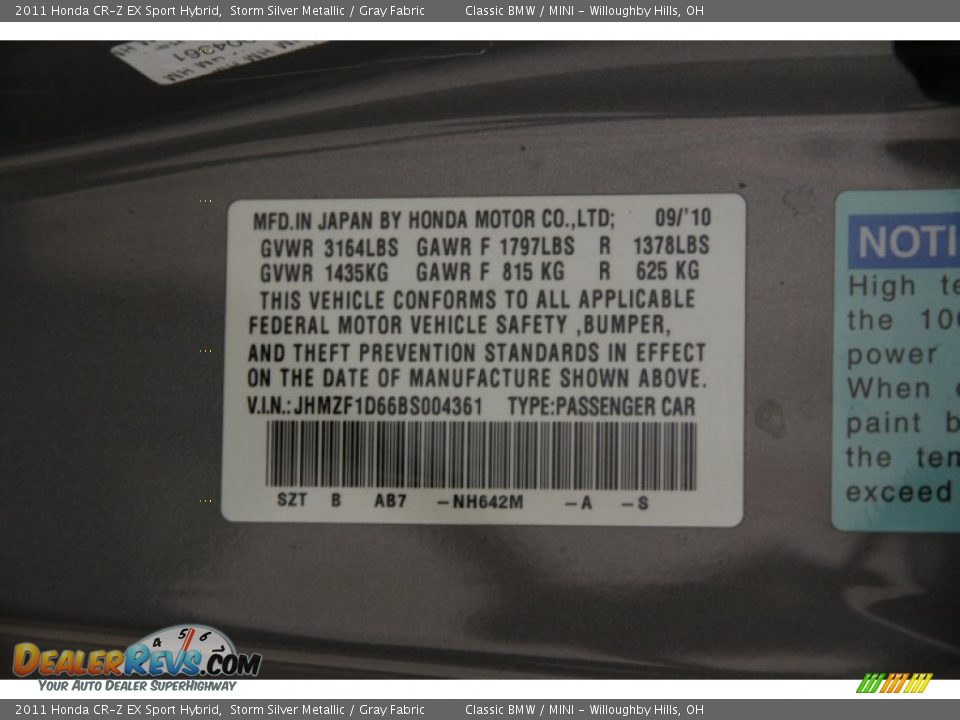 2011 Honda CR-Z EX Sport Hybrid, Storm Silver Metallic / Gray Fabric Classic BMW / MINI - Willoughby Hills, OH
MFD.IN JAPAN BY HONDA MOTOR CO.,LTD; 09/'10
GVWR 3164LBS GAWR F 1797LBS R 1378LBS
GVWR 1435KG GAWR F 815 KG R 625 KG
THIS VEHICLE CONFORMS TO ALL APPLICABLE
FEDERAL MOTOR VEHICLE SAFETY ,BUMPER,
AND THEFT PREVENTION STANDARDS IN EFFECT
ON THE DATE OF MANUFACTURE SHOWN ABOVE.
V.I.N.: JHMZF1D66BS004361 TYPE:PASSENGER CAR
SZT B AB7 -NH642M -A -S
NOTI
High te
the 10
power
When
paint b
the tem
exceed
4 5 6
DEALERREVS.COM
YOUR AUTO DEALER SUPERHIGHWAY
2011 Honda CR-Z EX Sport Hybrid, Storm Silver Metallic / Gray Fabric Classic BMW / MINI - Willoughby Hills, OH